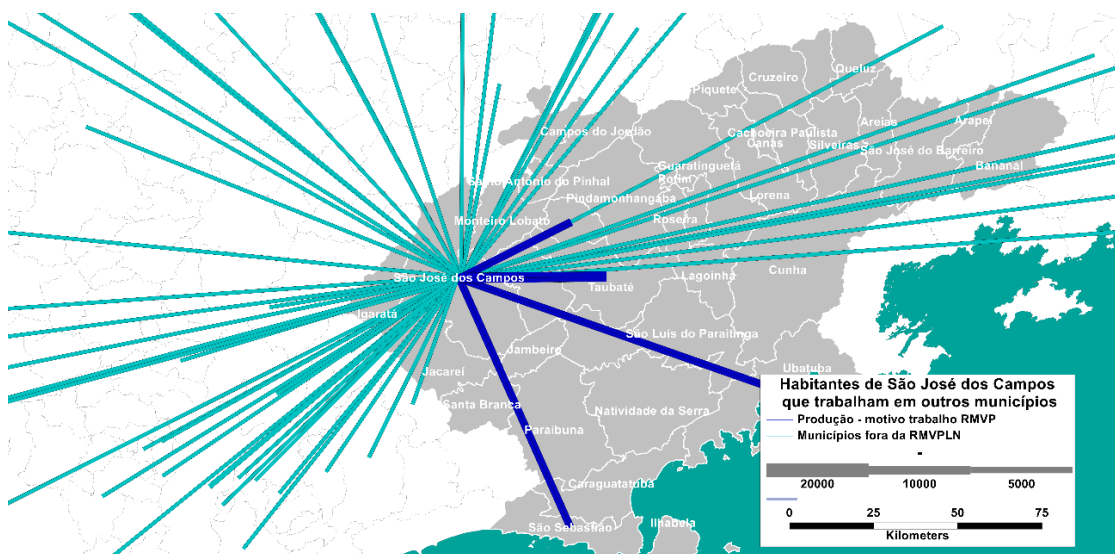 Queluz
Cruzeiro
Piquete
Campos do Jordão
Cachoeira Paulista
Areias
Arapeí
Canas
Silveiras
São José do Barreiro
Bananal
Guaratinguetá
Potim
Santo Antônio do Pinhal
Pindamonhangaba
Lorena
Monteiro Lobato
Roseira
São José dos Campos
Lagoinha
Cunha
Taubaté
Igaratá
São Luís do Paraitinga
Jambeiro
Jacareí
Ubatuba
Santa Branca
Natividade da Serra
Paraibuna
Caraguatatuba
São Sebastião
Ilhabela
Habitantes de São José dos Campos
que trabalham em outros municípios
Produção - motivo trabalho RMVP
Municípios fora da RMVPLN
-
20000 10000 5000
0 25 50 75
Kilometers